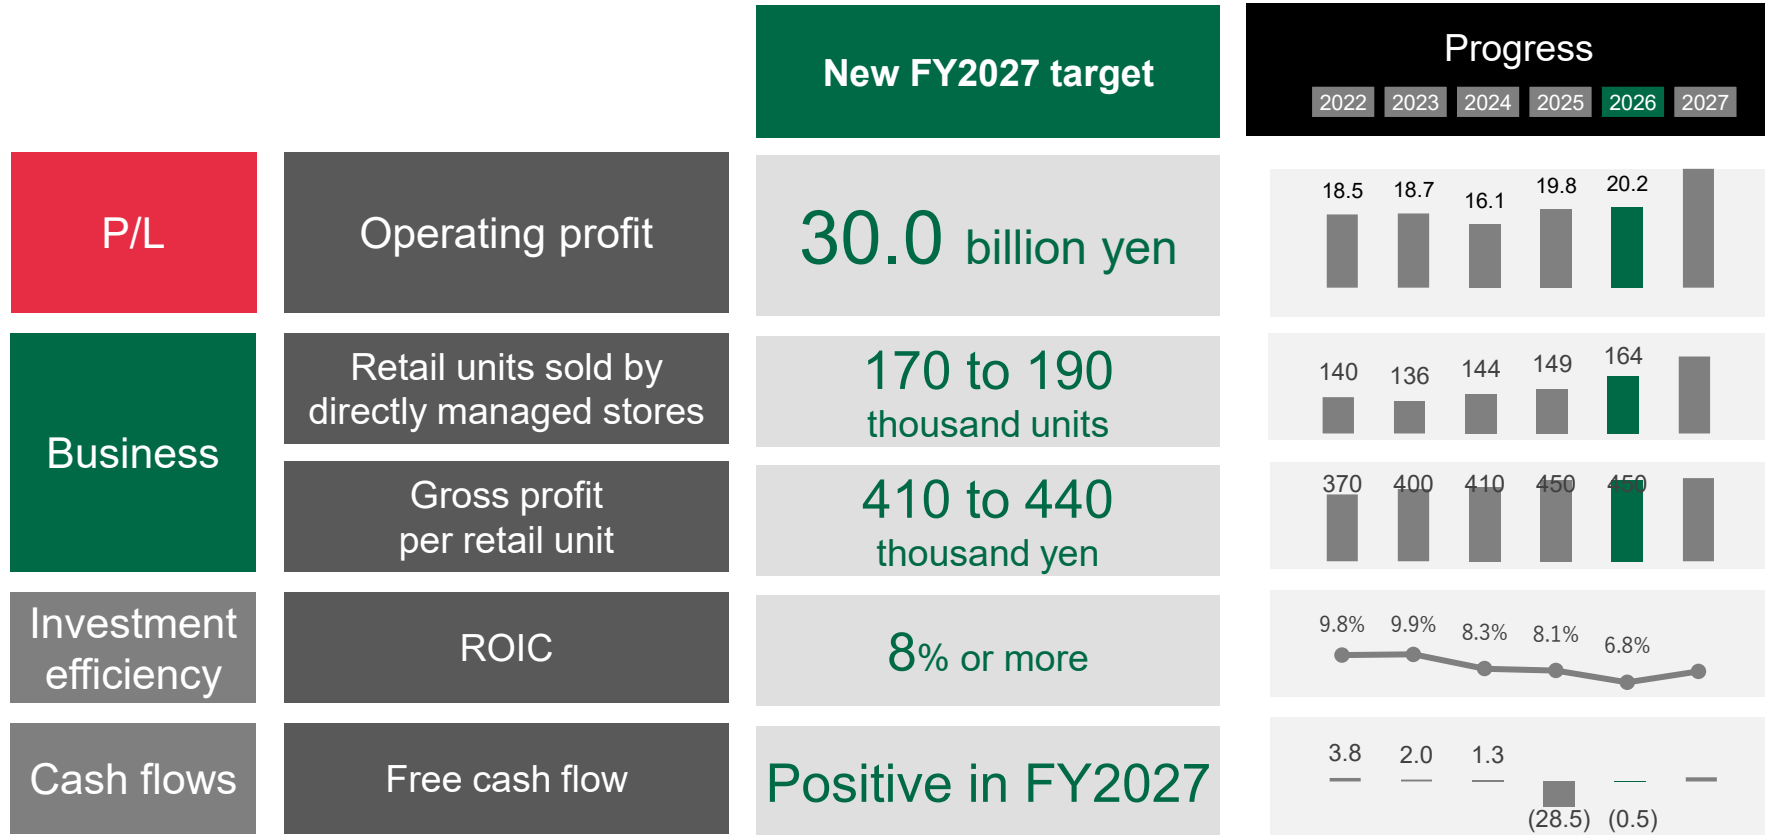 New FY2027 target
Progress
2022 2023 2024 2025 2026 2027
P/L
Operating profit
30.0 billion yen
18.5 18.7 16.1 19.8 20.2
Business
Retail units sold by
directly managed stores
170 to 190
thousand units
140 136 144 149 164
Gross profit
per retail unit
410 to 440
thousand yen
370 400 410 450 450
Investment
efficiency
ROIC
8% or more
9.8% 9.9% 8.3% 8.1% 6.8%
Cash flows
Free cash flow
Positive in FY2027
3.8 2.0 1.3 (28.5) (0.5)